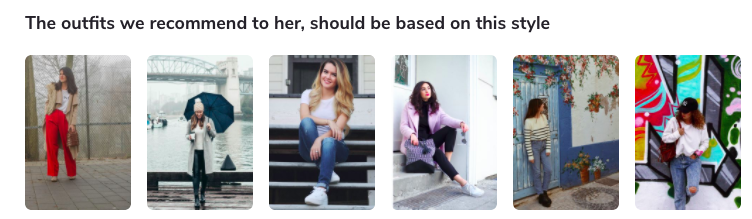 The outfits we recommend to her, should be based on this style